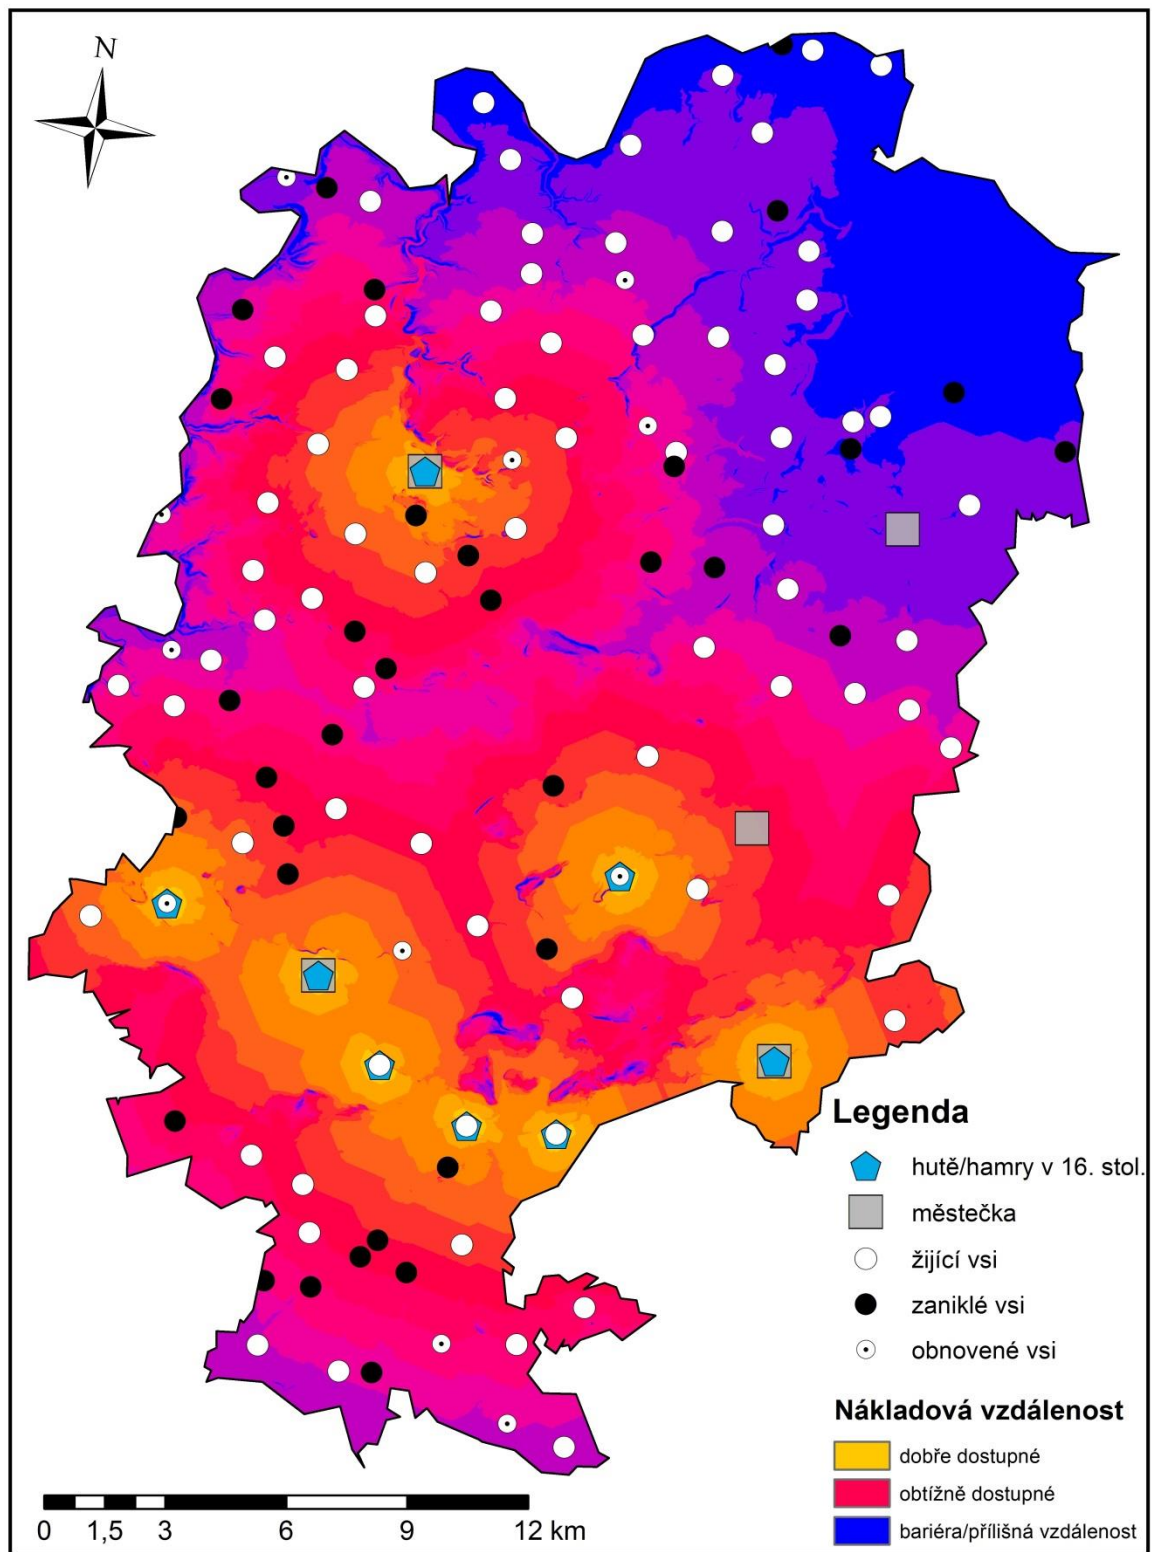 N
Legenda
hutě/hamry v 16. stol.
městečka
žijící vsi
zaniklé vsi
obnovené vsi
Nákladová vzdálenost
dobře dostupné
obtížně dostupné
bariéra/přílišná vzdálenost
0 1,5 3 6 9 12 km